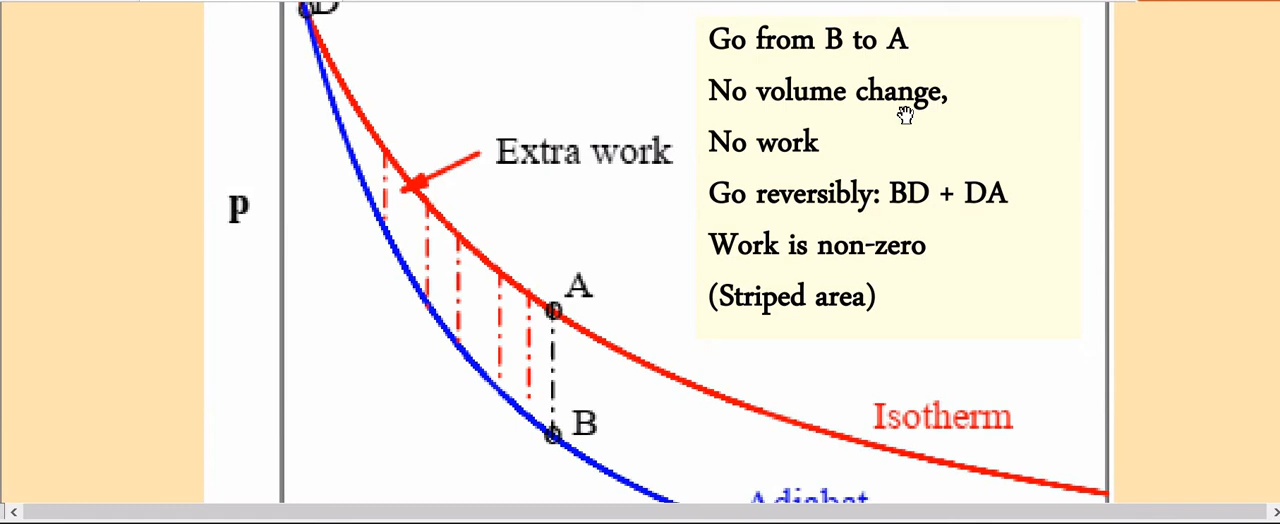 D
Go from B to A
No volume change,
No work
Go reversibly: BD + DA
Work is non-zero
(Striped area)
Extra work
p
A
B
Isotherm
Adiabat